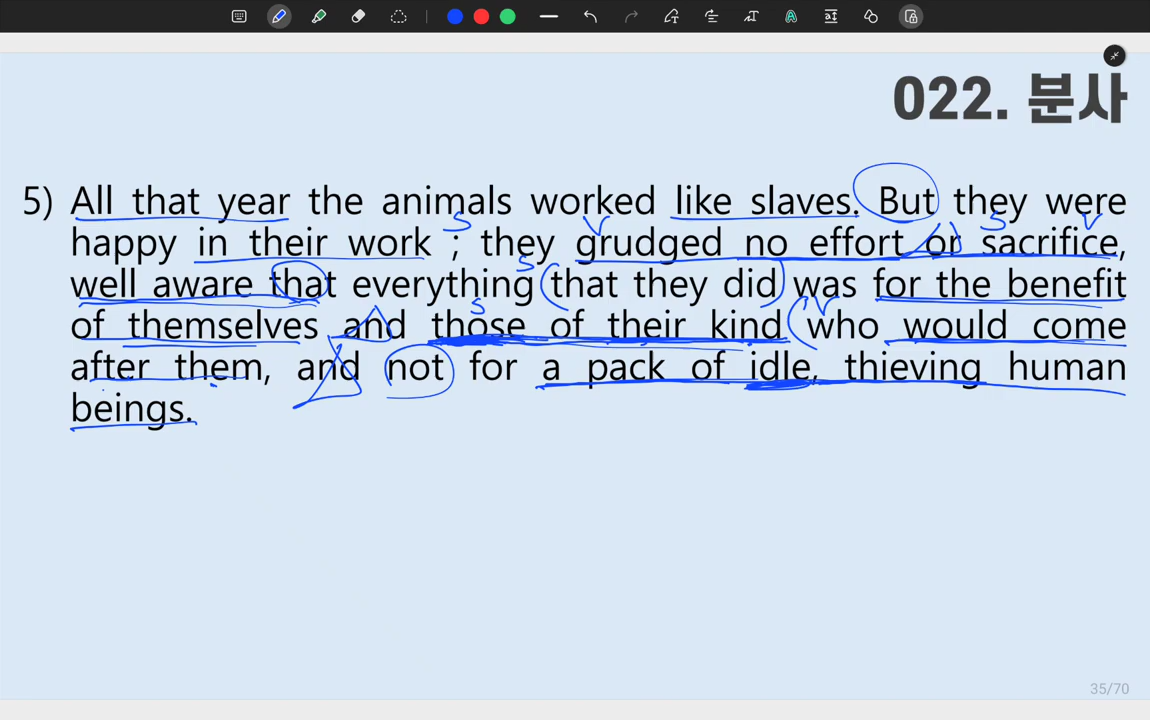 022. 분사
5) All that year the animals worked like slaves. But they were
S V S V
happy in their work ; they grudged no effort or sacrifice,
S
well aware that everything (that they did) was for the benefit
S V
of themselves and those of their kind (who would come
after them, and not for a pack of idle, thieving human
beings.
35/70